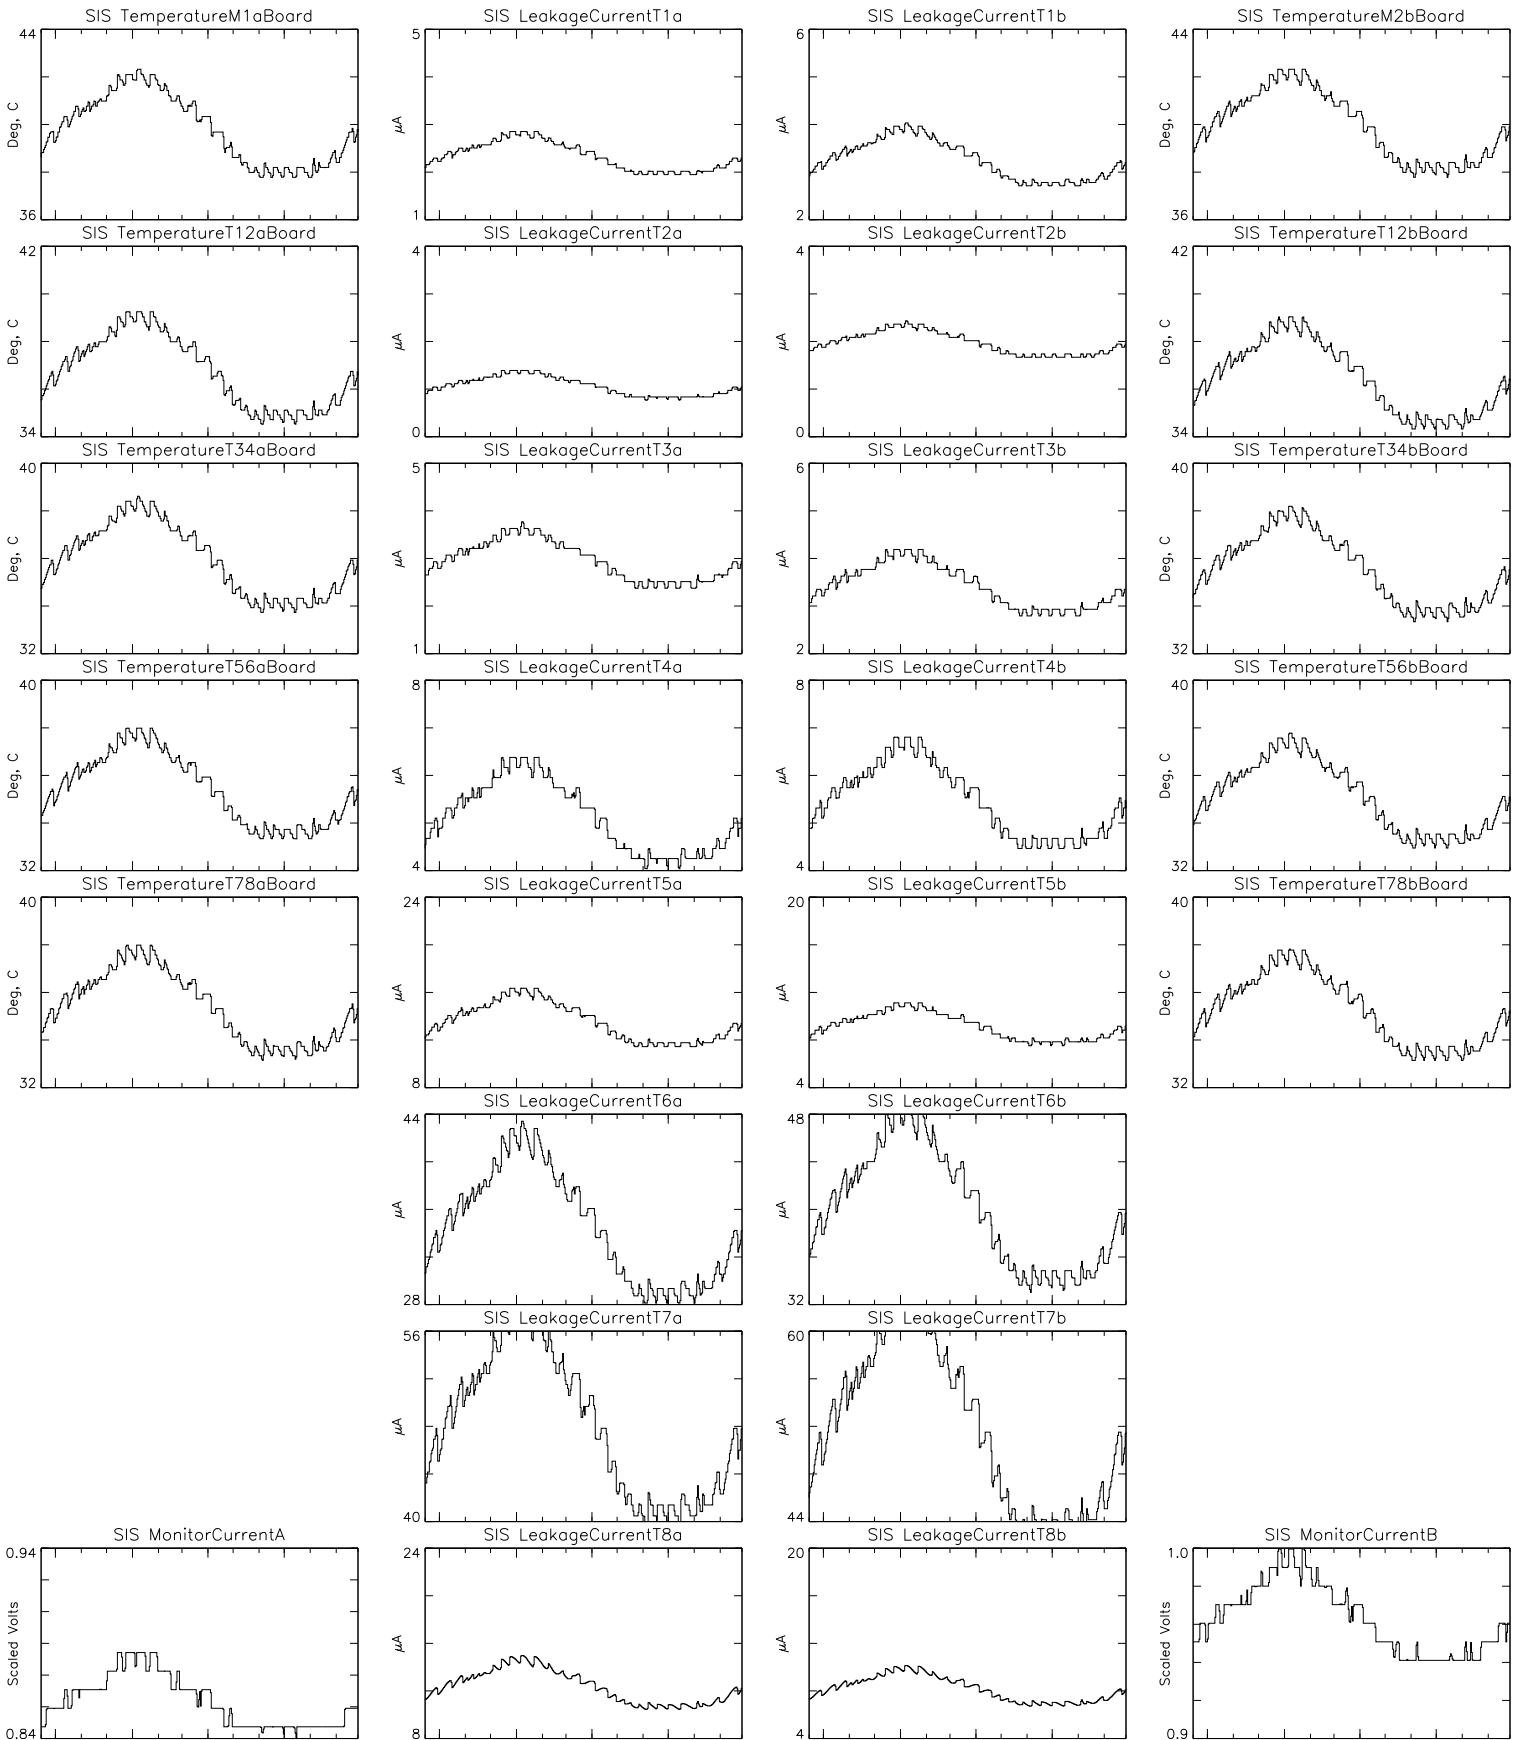 SIS TemperatureM1aBoard
SIS LeakageCurrentT1a
SIS LeakageCurrentT1b
SIS TemperatureM2bBoard
44
Deg, C
36
5
μA
1
6
μA
2
44
Deg, C
36
SIS TemperatureT12aBoard
SIS LeakageCurrentT2a
SIS LeakageCurrentT2b
SIS TemperatureT12bBoard
42
Deg, C
34
4
μA
0
4
μA
0
42
Deg, C
34
SIS TemperatureT34aBoard
SIS LeakageCurrentT3a
SIS LeakageCurrentT3b
SIS TemperatureT34bBoard
40
Deg, C
32
5
μA
1
6
μA
2
40
Deg, C
32
SIS TemperatureT56aBoard
SIS LeakageCurrentT4a
SIS LeakageCurrentT4b
SIS TemperatureT56bBoard
40
Deg, C
32
8
μA
4
8
μA
4
40
Deg, C
32
SIS TemperatureT78aBoard
SIS LeakageCurrentT5a
SIS LeakageCurrentT5b
SIS TemperatureT78bBoard
40
Deg, C
32
24
μA
8
20
μA
4
40
Deg, C
32
SIS LeakageCurrentT6a
SIS LeakageCurrentT6b
44
μA
28
48
μA
32
SIS LeakageCurrentT7a
SIS LeakageCurrentT7b
56
μA
40
60
μA
44
SIS MonitorCurrentA
SIS LeakageCurrentT8a
SIS LeakageCurrentT8b
SIS MonitorCurrentB
0.94
Scaled Volts
0.84
24
μA
8
20
μA
4
1.0
Scaled Volts
0.9